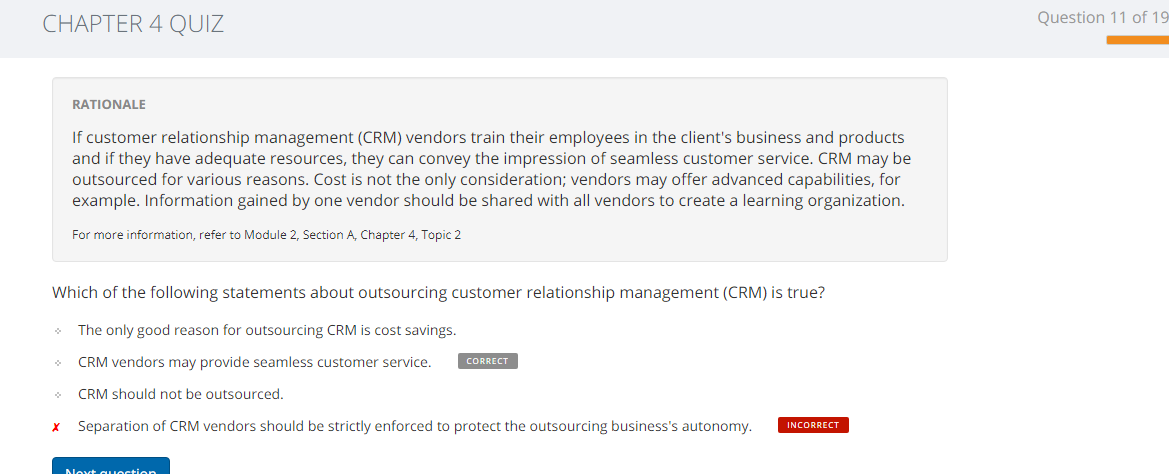 CHAPTER 4 QUIZ
Question 11 of 19
RATIONALE
If customer relationship management (CRM) vendors train their employees in the client's business and products
and if they have adequate resources, they can convey the impression of seamless customer service. CRM may be
outsourced for various reasons. Cost is not the only consideration; vendors may offer advanced capabilities, for
example. Information gained by one vendor should be shared with all vendors to create a learning organization.
For more information, refer to Module 2, Section A, Chapter 4, Topic 2
Which of the following statements about outsourcing customer relationship management (CRM) is true?
The only good reason for outsourcing CRM is cost savings.
CRM vendors may provide seamless customer service. CORRECT
CRM should not be outsourced.
✗ Separation of CRM vendors should be strictly enforced to protect the outsourcing business's autonomy. INCORRECT
Next question